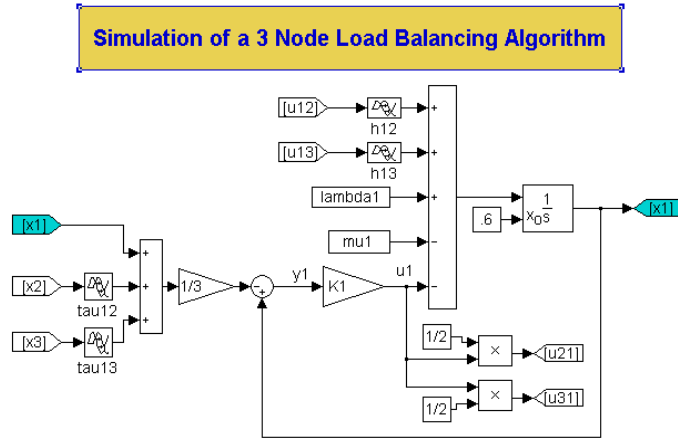 Simulation of a 3 Node Load Balancing Algorithm
[u12]
+
h12
[u13]
+
h13
lambda1
+
1
x0 s
[x1]
.6
mu1
−
[x1]
+
[x2]
+
tau12
1/3
−
+
y1
K1
u1
−
[x3]
+
tau13
1/2
×
[u21]
×
[u31]
1/2